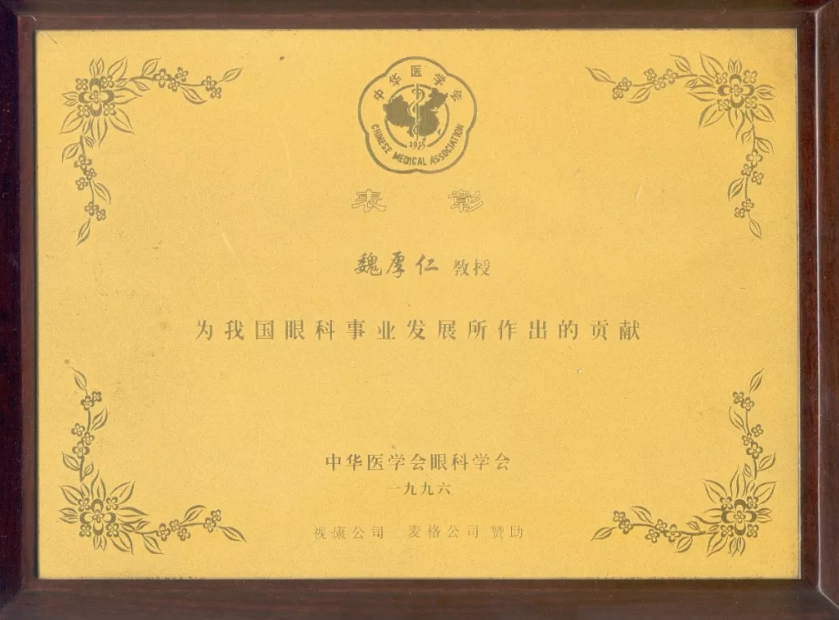 中华医学会
CHINESE MEDICAL ASSOCIATION
1915
表彰
魏厚仁 教授
为我国眼科事业发展所作出的贡献
中华医学会眼科学会
一九九六
视康公司 麦格公司 赞助